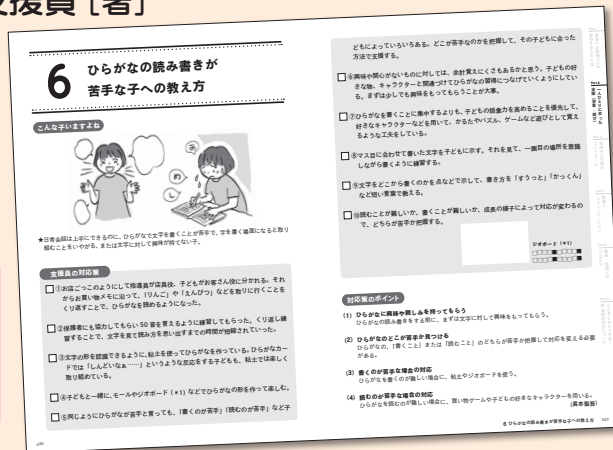 支援員［著］
6
ひらがなの読み書きが
苦手な子への教え方
こんな子いますよね
あ
め
し
★日常会話は上手にできるのに、ひらがなで文字を書くことが苦手で、字を書く場面になると取り
組むことをいやがる、または文字に対して興味が持てない子。
支援員の対応策
①お店ごっこのようにして指導員が店員役、子どもがお客さん役に分かれる。それ
からお買い物メモに沿って、「りんご」や「えんぴつ」などを取りに行くことを
くり返すことで、ひらがなを読めるようになった。
②保護者にも協力してもらい50音を言えるように練習してもらった。くり返し練
習することで、文字を見て読み方を思い出すまでの時間が短縮されていった。
③文字の形を認識できるように、粘土を使ってひらがなを作っている。ひらがなカー
ドでは「しんどいなぁ……」というような反応をする子どもも、粘土では楽しく
取り組めている。
④子どもと一緒に、モールやジオボード（*1）などでひらがなの形を作って楽しむ。
⑤同じようにひらがなが苦手と言っても、「書くのが苦手」「読むのが苦手」など子
どもによっていろいろある。どこが苦手なのかを把握して、その子どもに合った
方法で支援する。
⑥興味や関心がないものに対しては、余計覚えにくさもあるかと思う。子どもの好
きな物、キャラクターと関連づけてひらがなの習得につなげていくようにしてい
る。まずは少しでも興味をもってもらうことが大事。
⑦ひらがなを書くことに集中するよりも、子どもの語彙力を高めることを優先して、
好きなキャラクターなどを用いて、かるたやパズル、ゲームなど遊びとして覚え
るような工夫をしている。
⑧マス目に合わせて書いた文字を子どもに示す。それを見て、一画目の場所を意識
しながら書くように練習する。
⑨文字をどこから書くのかを点などで示して、書き方を「すうっと」「かっくん」
など短い言葉で教える。
⑩読むことが難しいか、書くことが難しいか、成長の様子によって対応が変わるの
で、どちらが苦手か把握する。
ジオボード（*1）
対応策のポイント
(1) ひらがなに興味や親しみを持ってもらう
ひらがなの読み書きをする前に、まずは文字に対して興味をもってもらう。
(2) ひらがなのどこが苦手か見つける
ひらがなの、「書くこと」または「読むこと」のどちらが苦手か把握して対応を変える必要
がある。
(3) 書くのが苦手な場合の対応
ひらがなを書くのが難しい場合に、粘土やジオボードを使う。
(4) 読むのが苦手な場合の対応
ひらがなを読むのが難しい場合に、買い物ゲームや子どもの好きなキャラクターを用いる。
6 ひらがなの読み書きが苦手な子への教え方